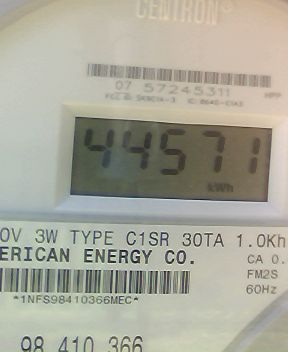 CENTRON®
07 57245311
44571
kWh
0V 3W TYPE C1SR 30TA 1.0Kh
ERICAN ENERGY CO.
CA 0.
FM2S
*1NFS98410366MEC*
60Hz
98 410 366